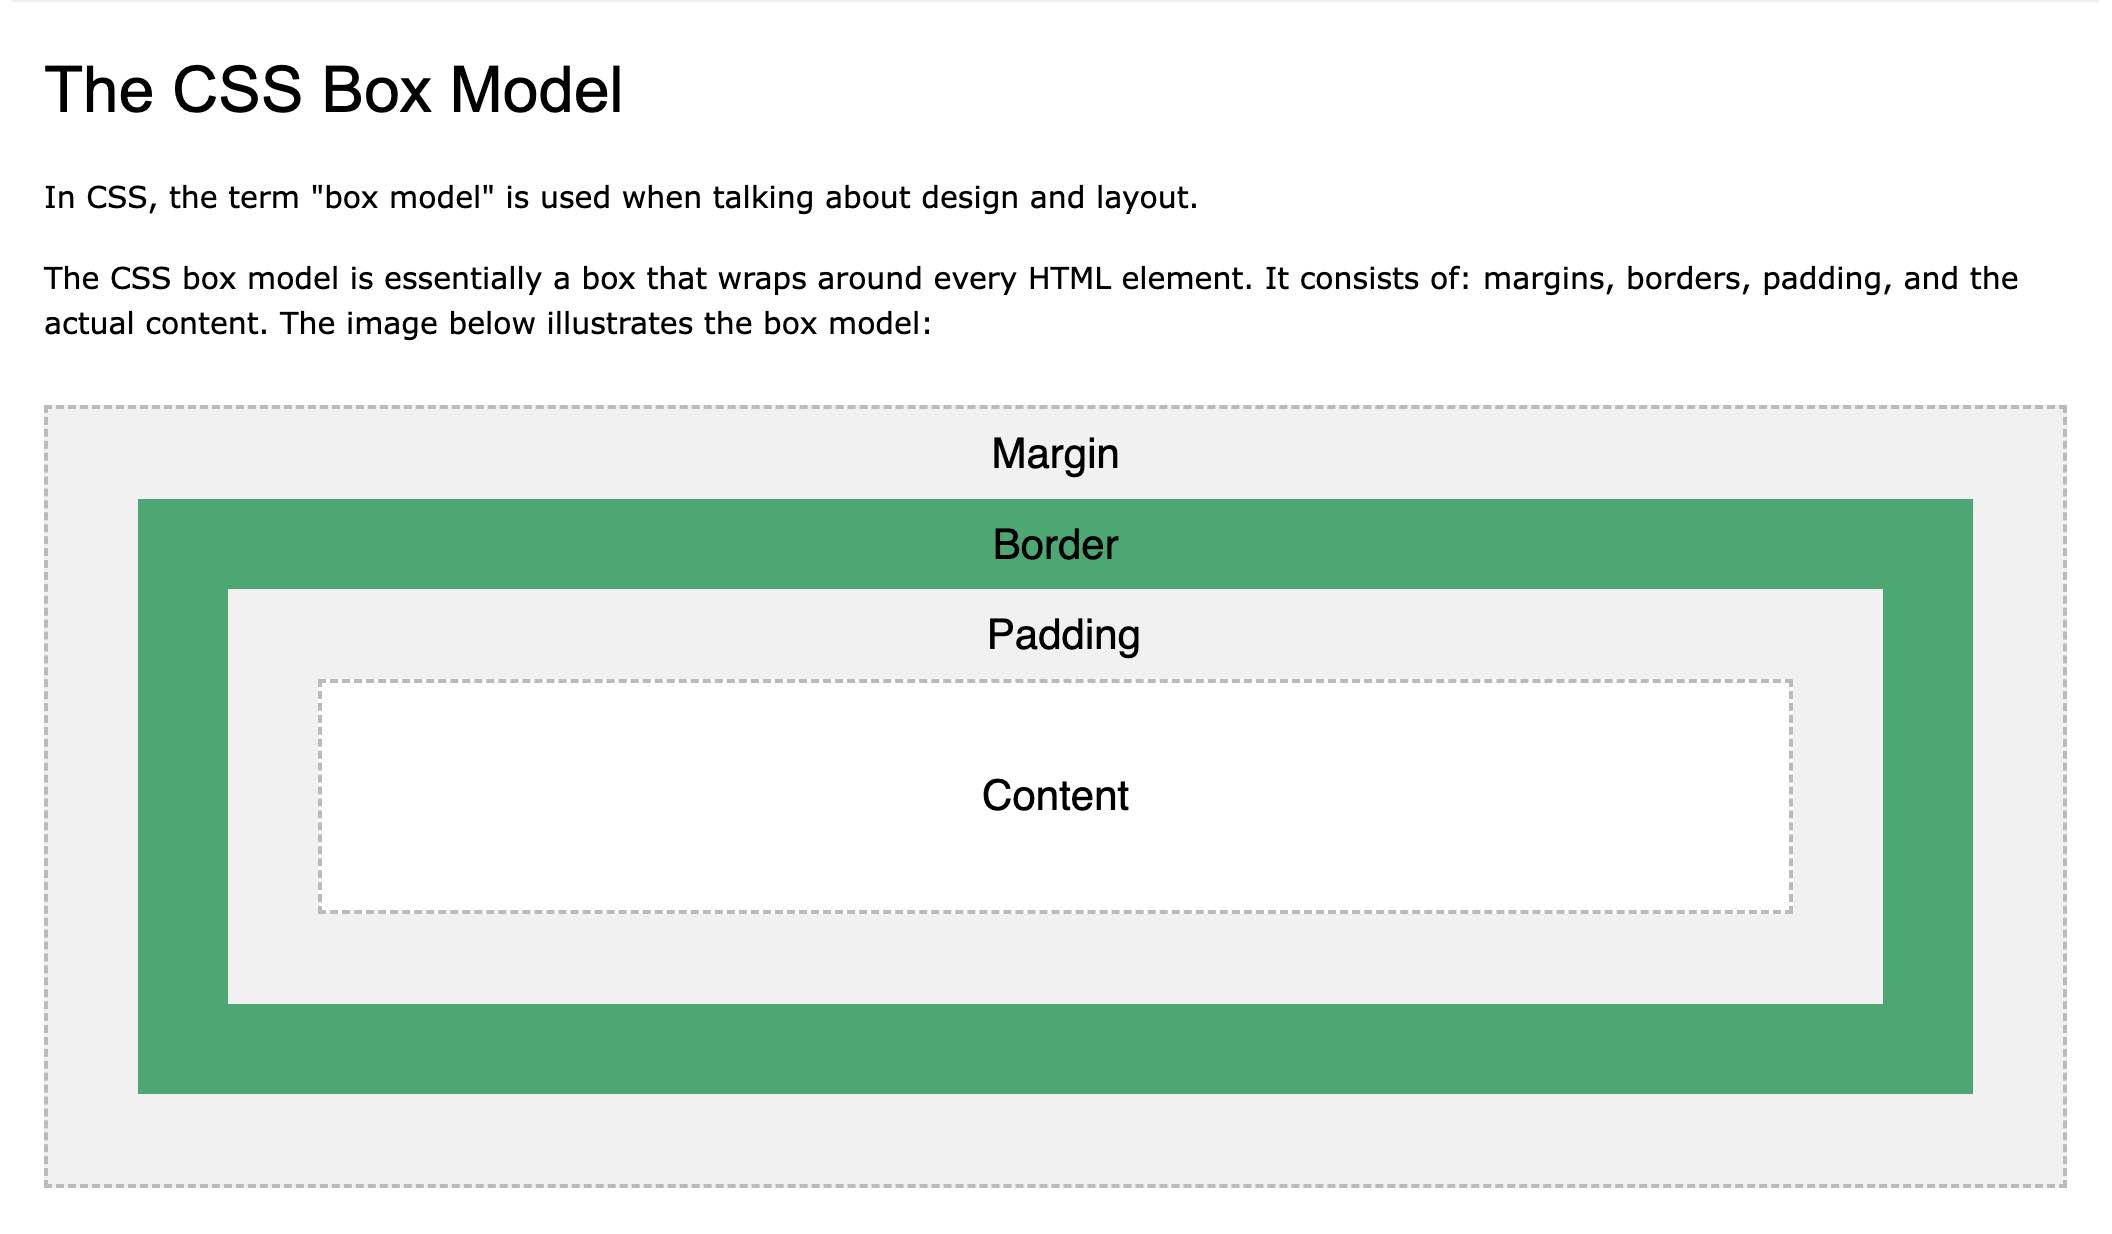 The CSS Box Model
In CSS, the term "box model" is used when talking about design and layout.
The CSS box model is essentially a box that wraps around every HTML element. It consists of: margins, borders, padding, and the
actual content. The image below illustrates the box model:
Margin
Border
Padding
Content